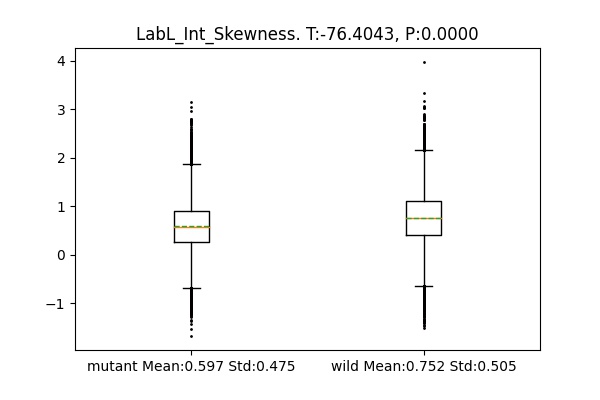 LabL_Int_Skewness. T:-76.4043, P:0.0000
4
3
2
1
0
−1
mutant Mean:0.597 Std:0.475
wild Mean:0.752 Std:0.505